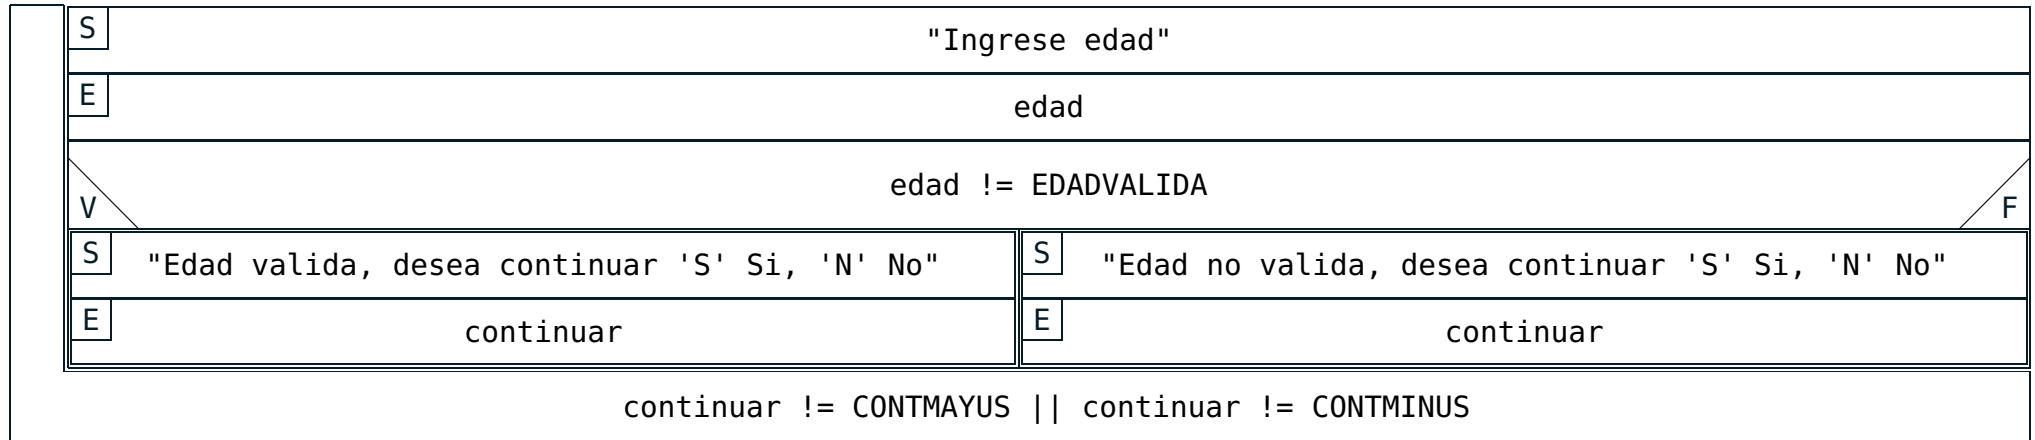 S "Ingrese edad"
E edad
edad != EDADVALIDA
V F
S "Edad valida, desea continuar 'S' Si, 'N' No" S "Edad no valida, desea continuar 'S' Si, 'N' No"
E continuar E continuar
continuar != CONTMAYUS || continuar != CONTMINUS